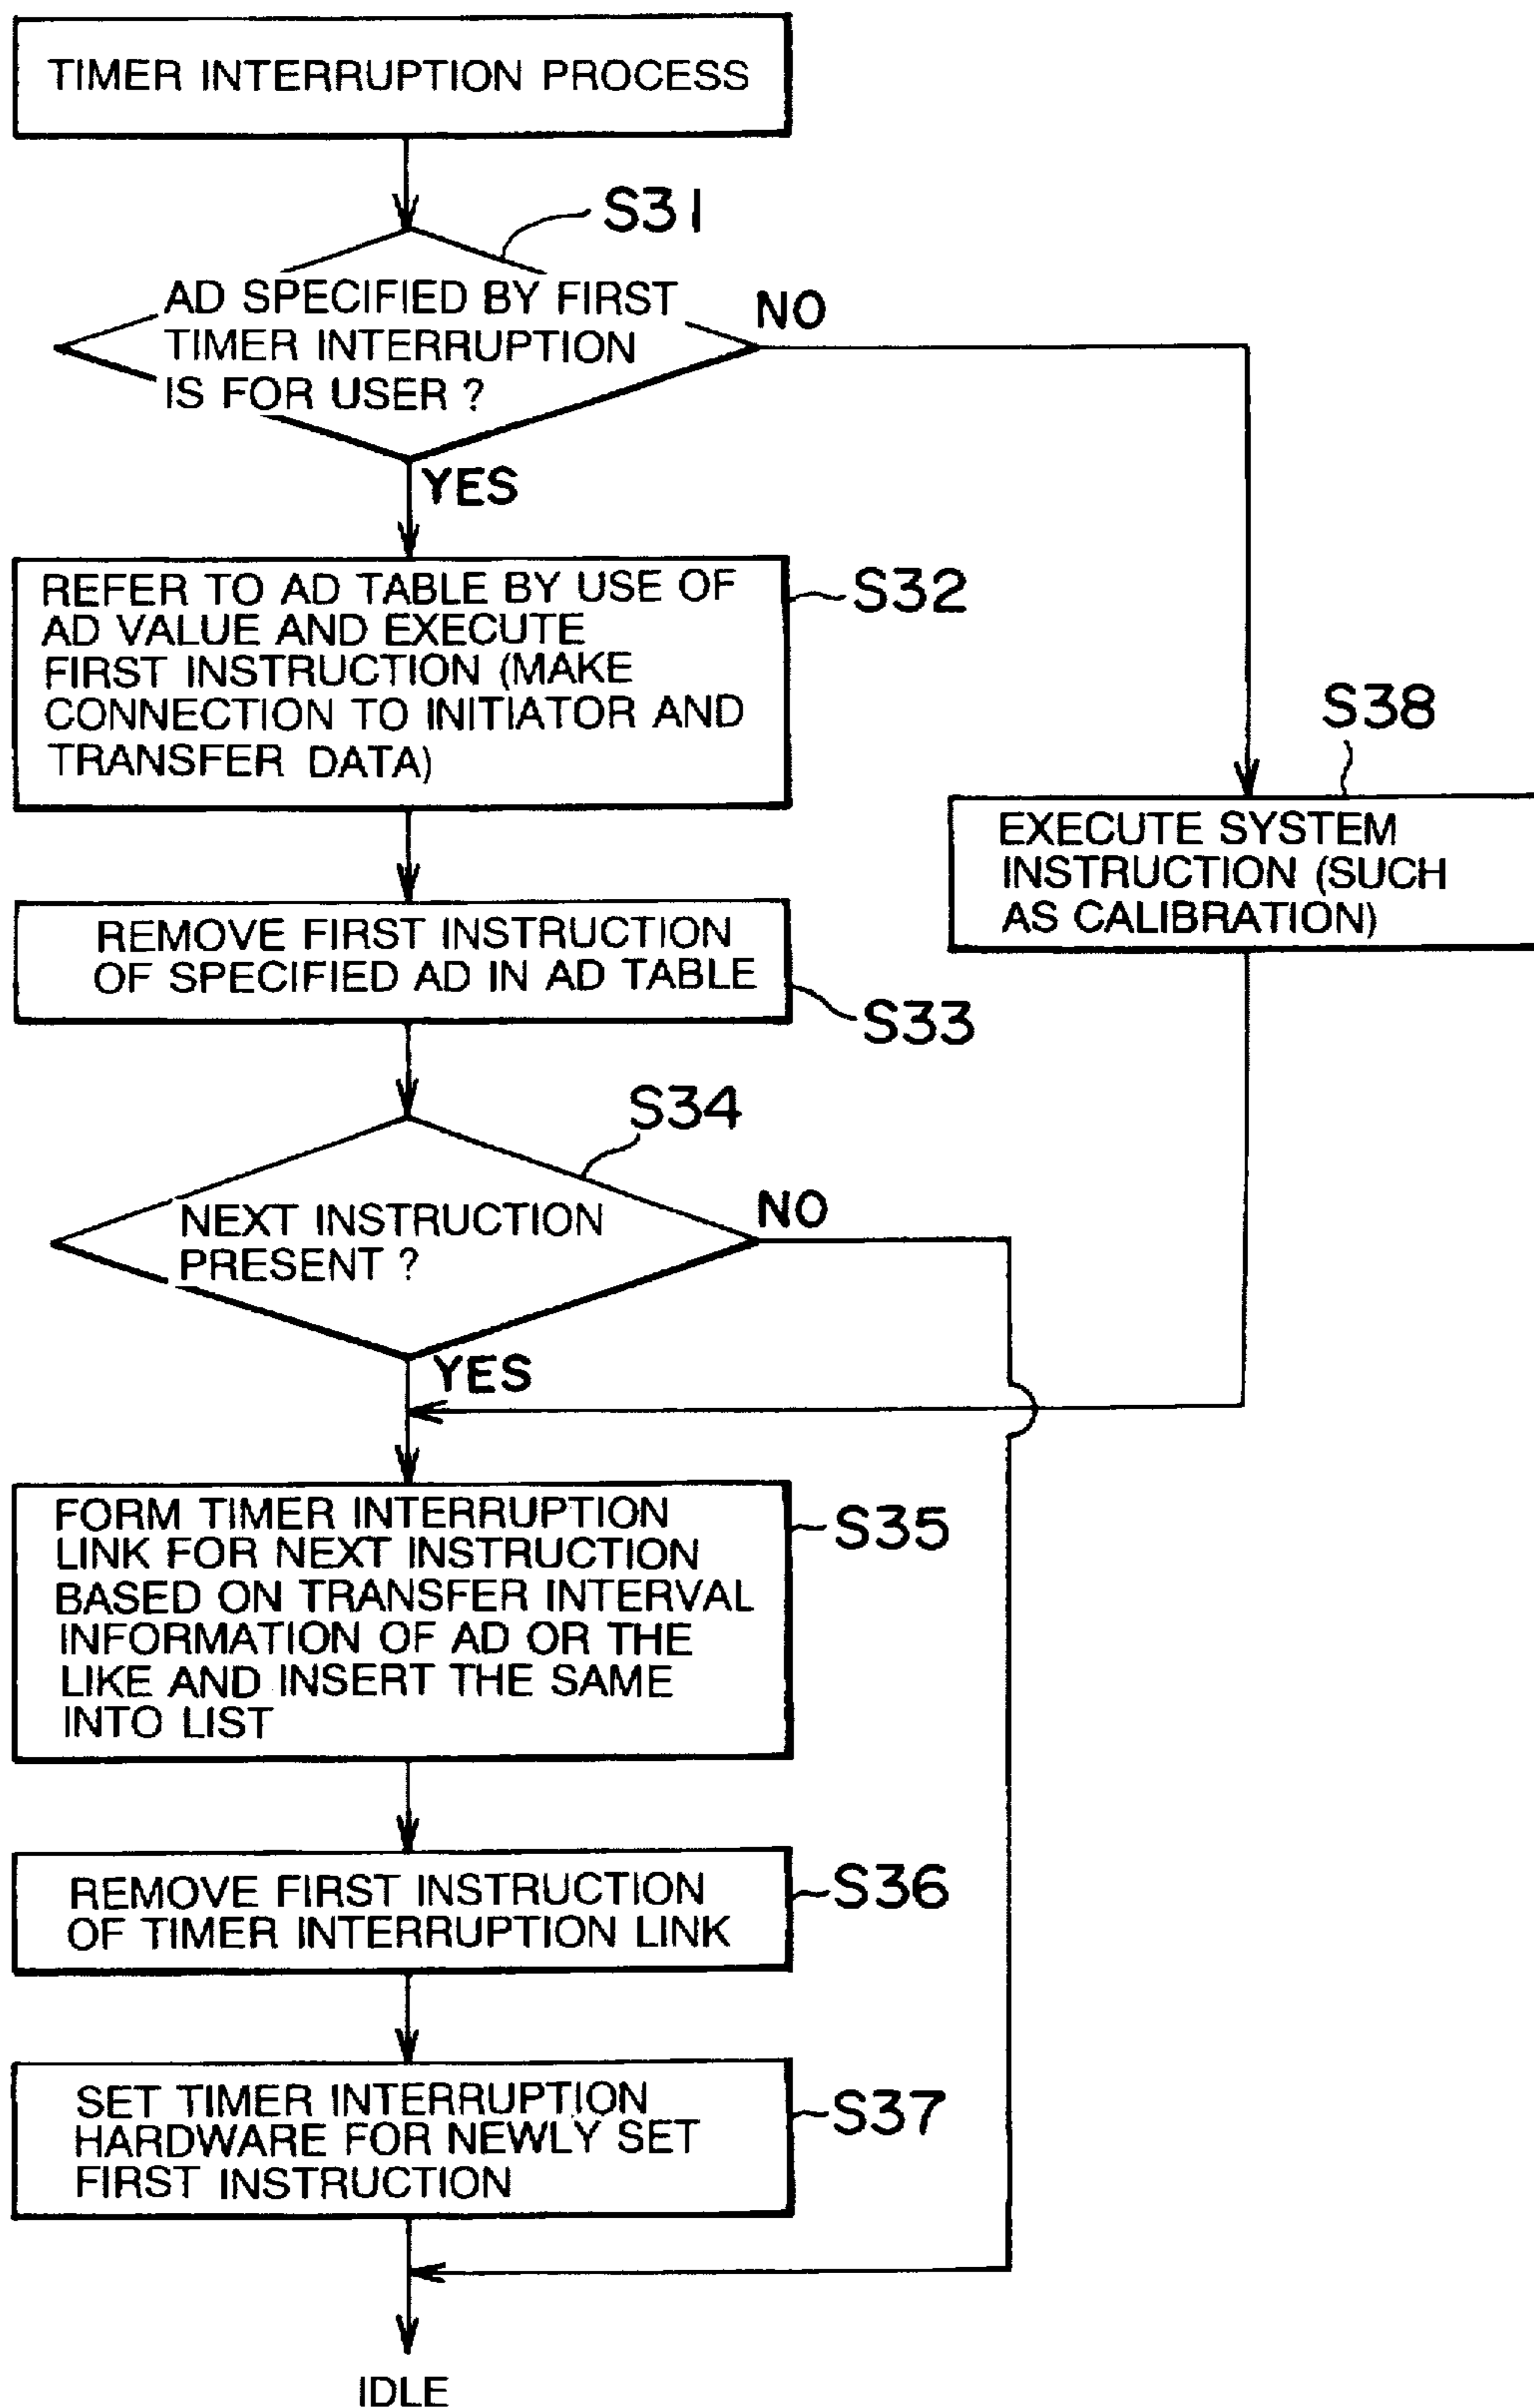 TIMER INTERRUPTION PROCESS
S31
AD SPECIFIED BY FIRST
TIMER INTERRUPTION
IS FOR USER ?
NO
YES
REFER TO AD TABLE BY USE OF
AD VALUE AND EXECUTE
FIRST INSTRUCTION (MAKE
CONNECTION TO INITIATOR AND
TRANSFER DATA)
S32
S38
EXECUTE SYSTEM
INSTRUCTION (SUCH
AS CALIBRATION)
REMOVE FIRST INSTRUCTION
OF SPECIFIED AD IN AD TABLE
S33
S34
NEXT INSTRUCTION
PRESENT ?
NO
YES
FORM TIMER INTERRUPTION
LINK FOR NEXT INSTRUCTION
BASED ON TRANSFER INTERVAL
INFORMATION OF AD OR THE
LIKE AND INSERT THE SAME
INTO LIST
S35
REMOVE FIRST INSTRUCTION
OF TIMER INTERRUPTION LINK
S36
SET TIMER INTERRUPTION
HARDWARE FOR NEWLY SET
FIRST INSTRUCTION
S37
IDLE